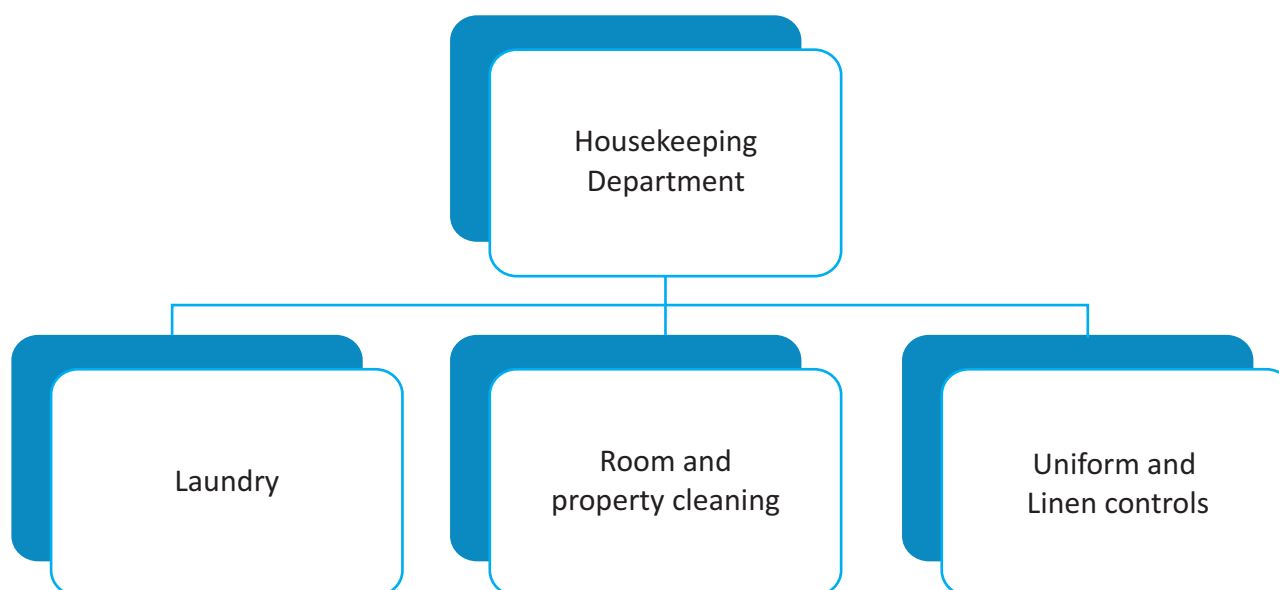 Housekeeping
Department
Laundry
Room and
property cleaning
Uniform and
Linen controls